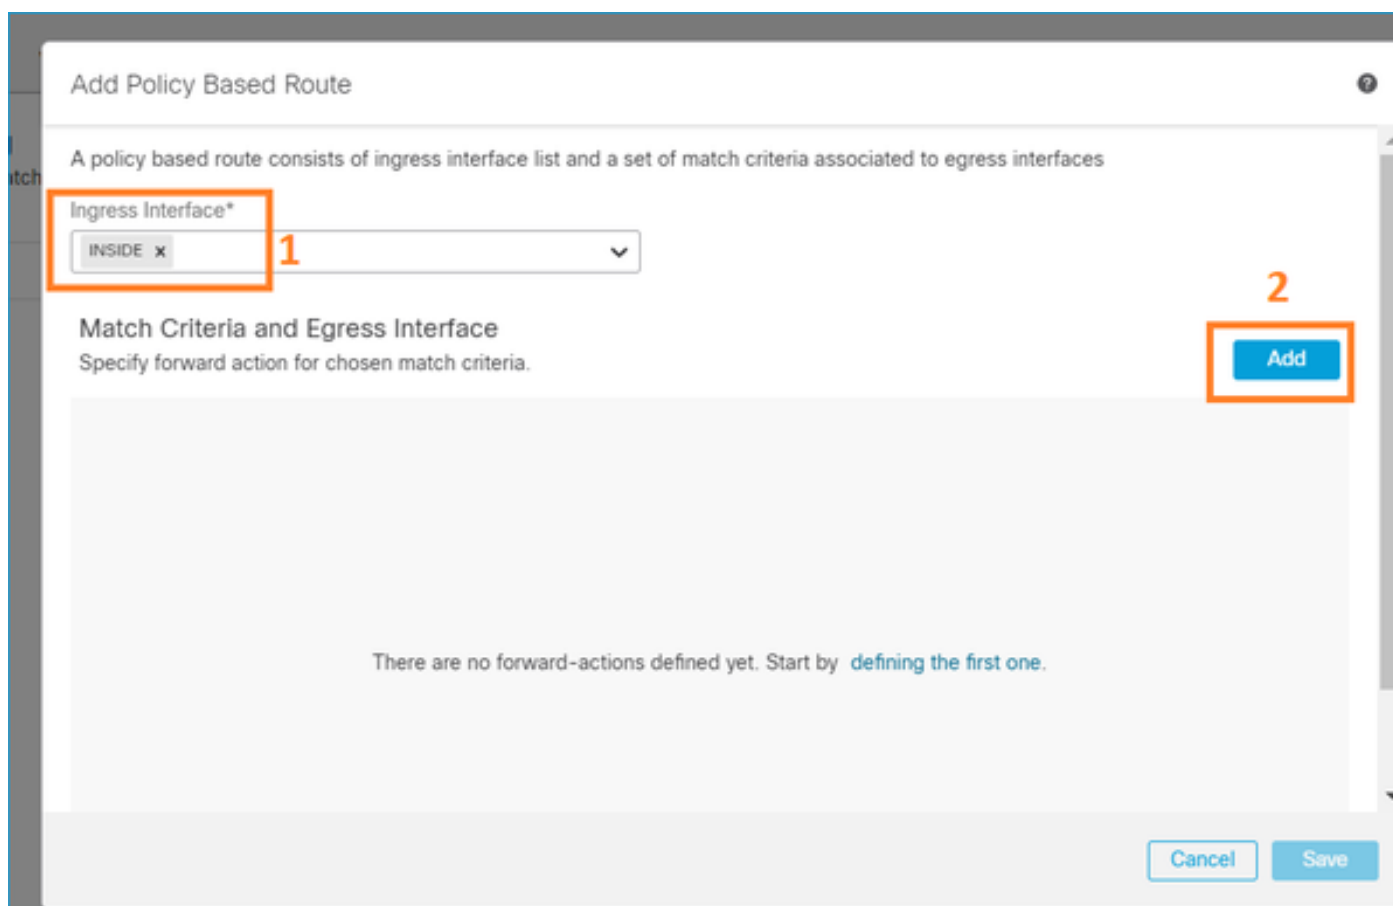 Add Policy Based Route
A policy based route consists of ingress interface list and a set of match criteria associated to egress interfaces
itch
Ingress Interface*
INSIDE x
1
2
Match Criteria and Egress Interface
Add
Specify forward action for chosen match criteria.
There are no forward-actions defined yet. Start by defining the first one.
Cancel
Save